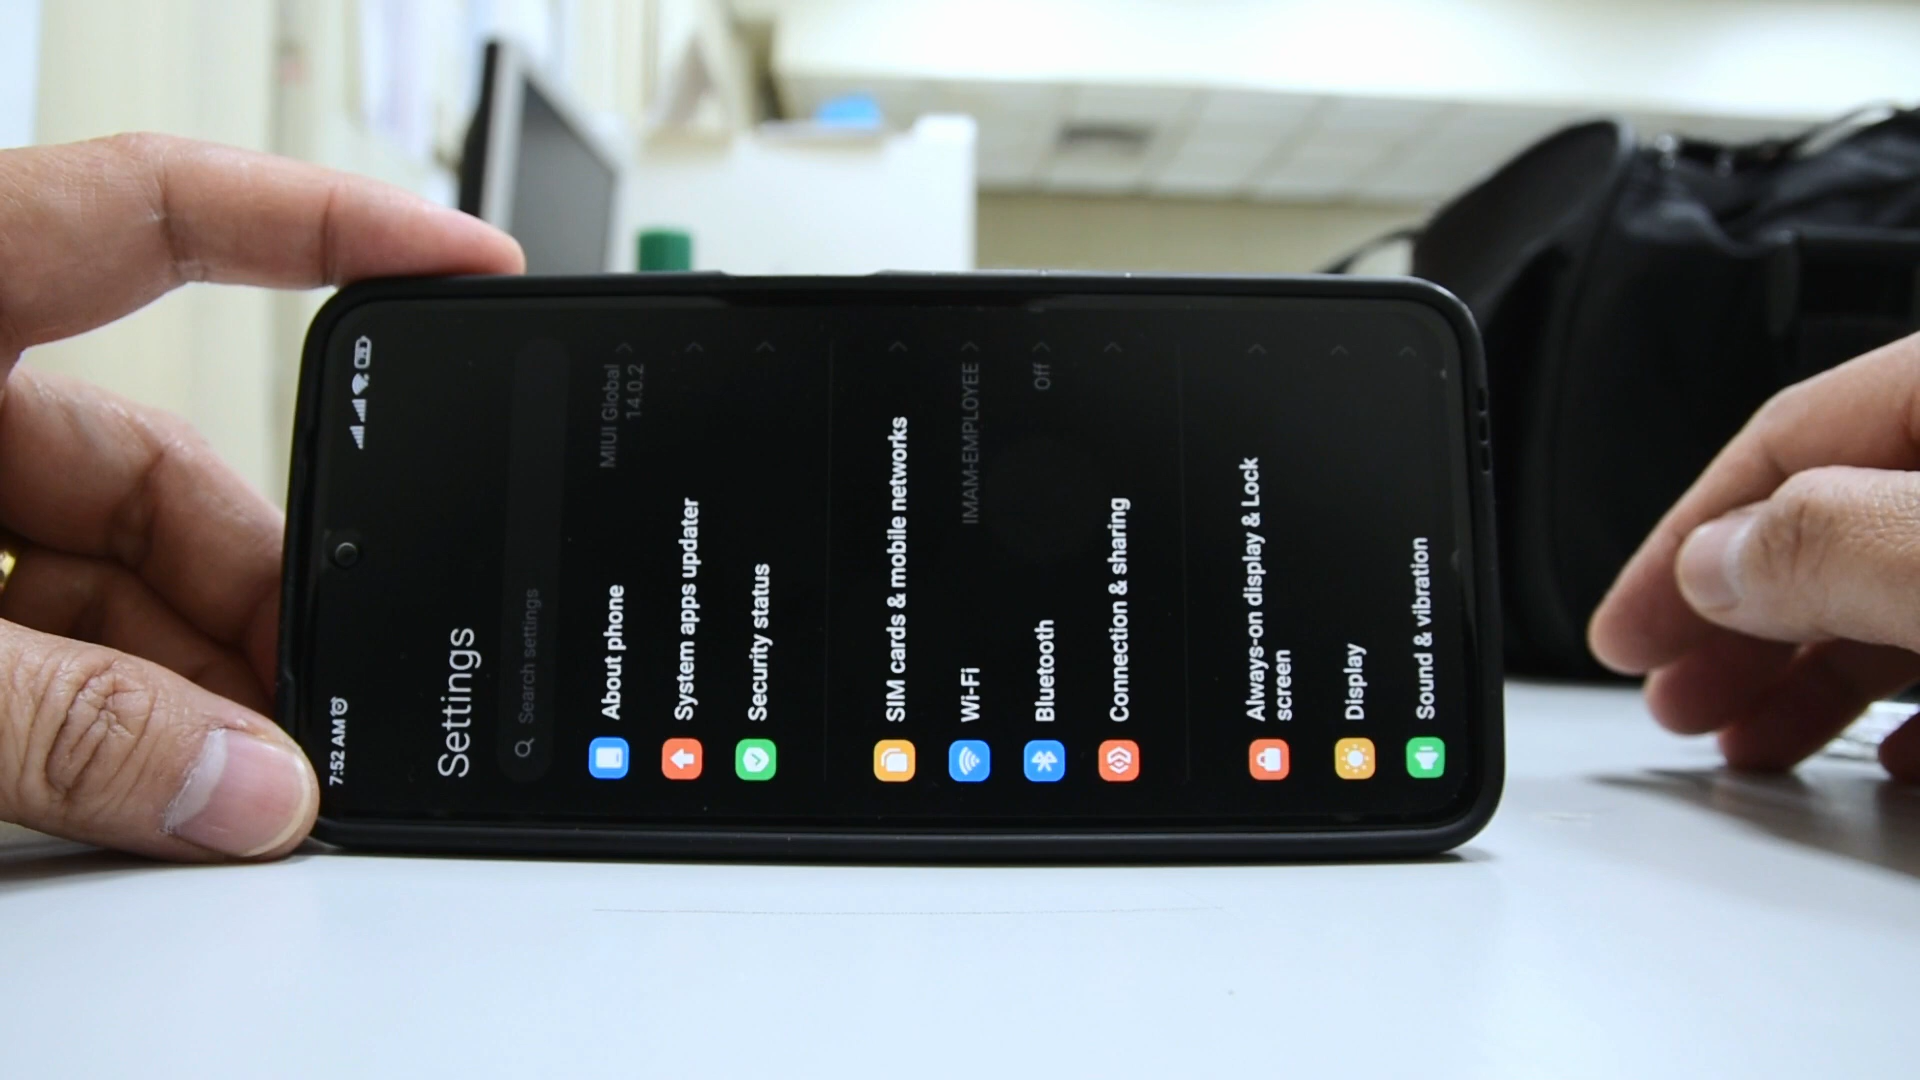 7:52 AM
Settings
Search settings
About phone
MIUI Global
14.0.2
System apps updater
Security status
SIM cards & mobile networks
Wi-Fi
IMAM-EMPLOYEE
Bluetooth
Off
Connection & sharing
Always-on display & Lock
screen
Display
Sound & vibration